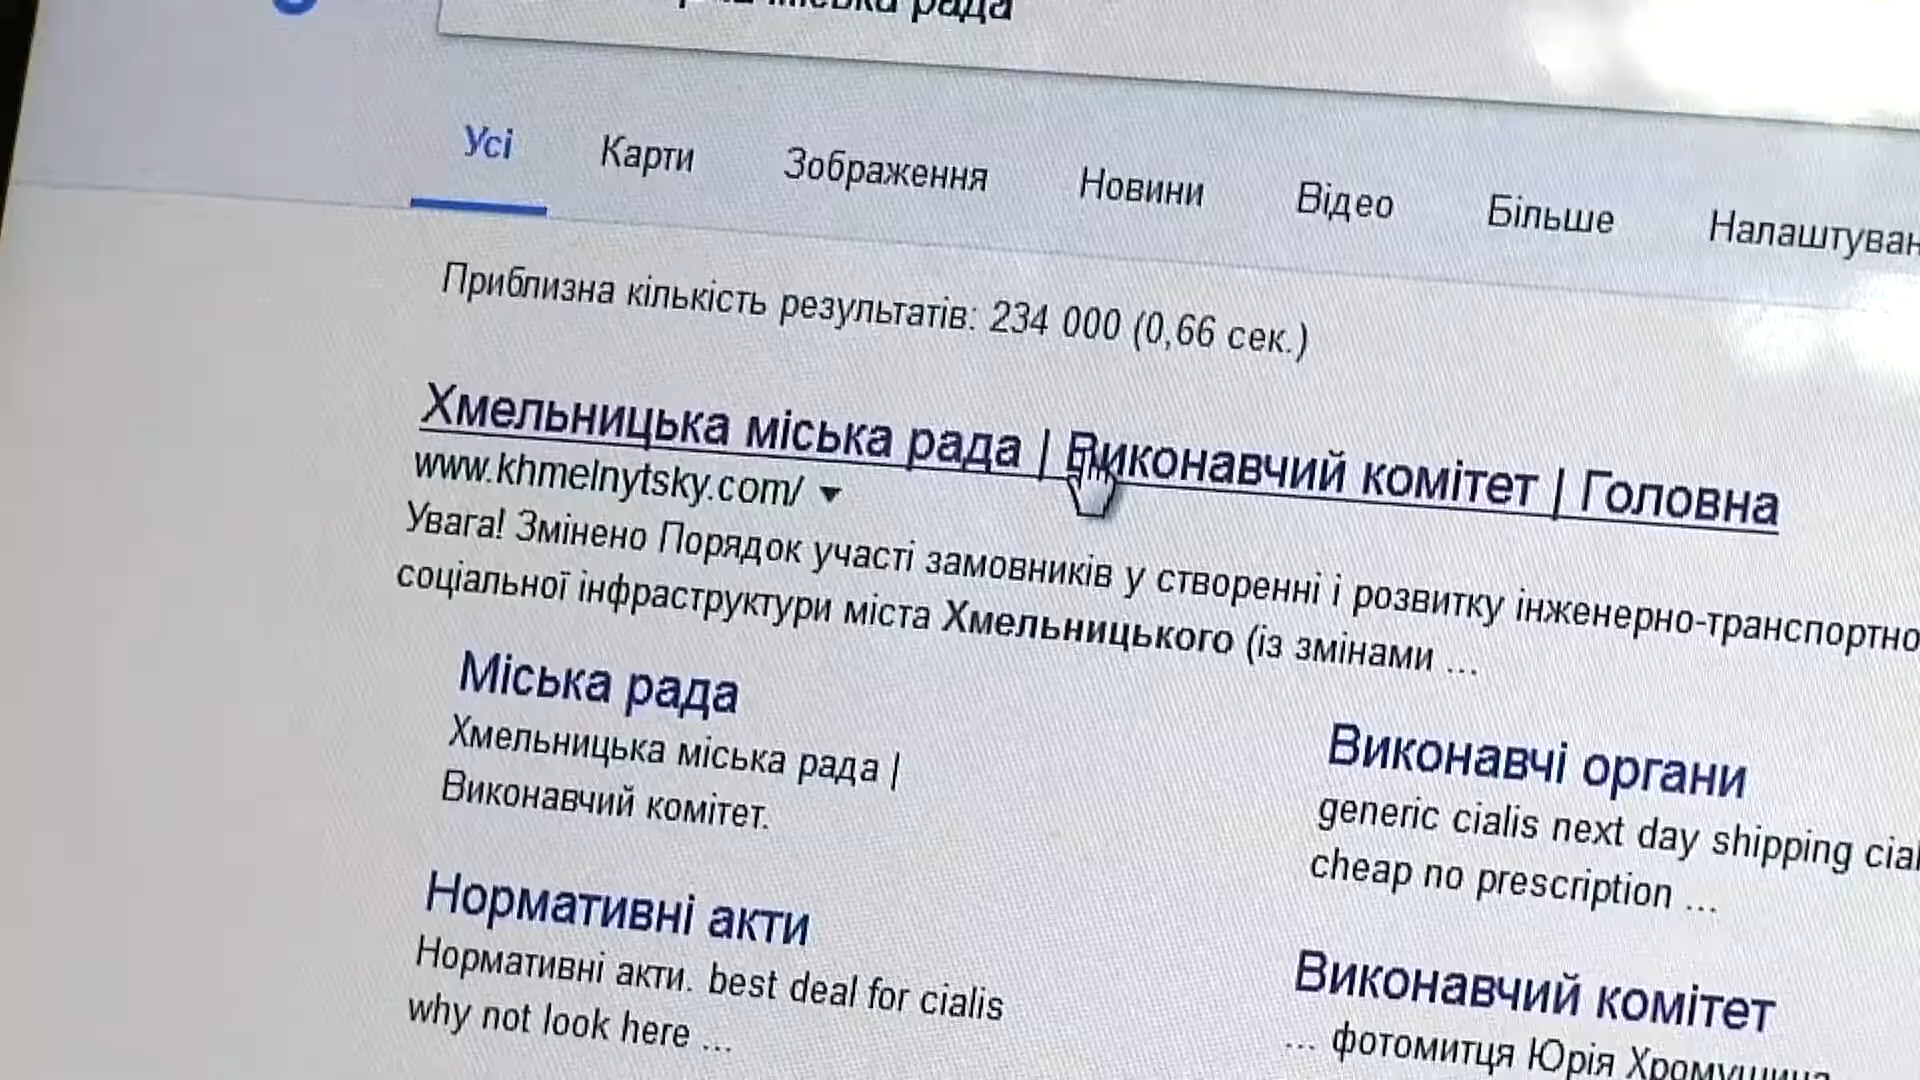 міська рада
Усі Карти Зображення Новини Відео Більше
Приблизна кількість результатів: 234 000 (0,66 сек.)
Хмельницька міська рада | Виконавчий комітет | Головна
www.khmelnytsky.com/
Увага! Змінено Порядок участі замовників у створенні і розвитку інженерно-транспортно
соціальної інфраструктури міста Хмельницького (із змінами ...
Міська рада
Хмельницька міська рада |
Виконавчий комітет.
Виконавчі органи
generic cialis next day shipping cial
cheap no prescription ...
Нормативні акти
Нормативні акти. best deal for cialis
why not look here ...
Виконавчий комітет
... фотомитця Юрія Хромушина